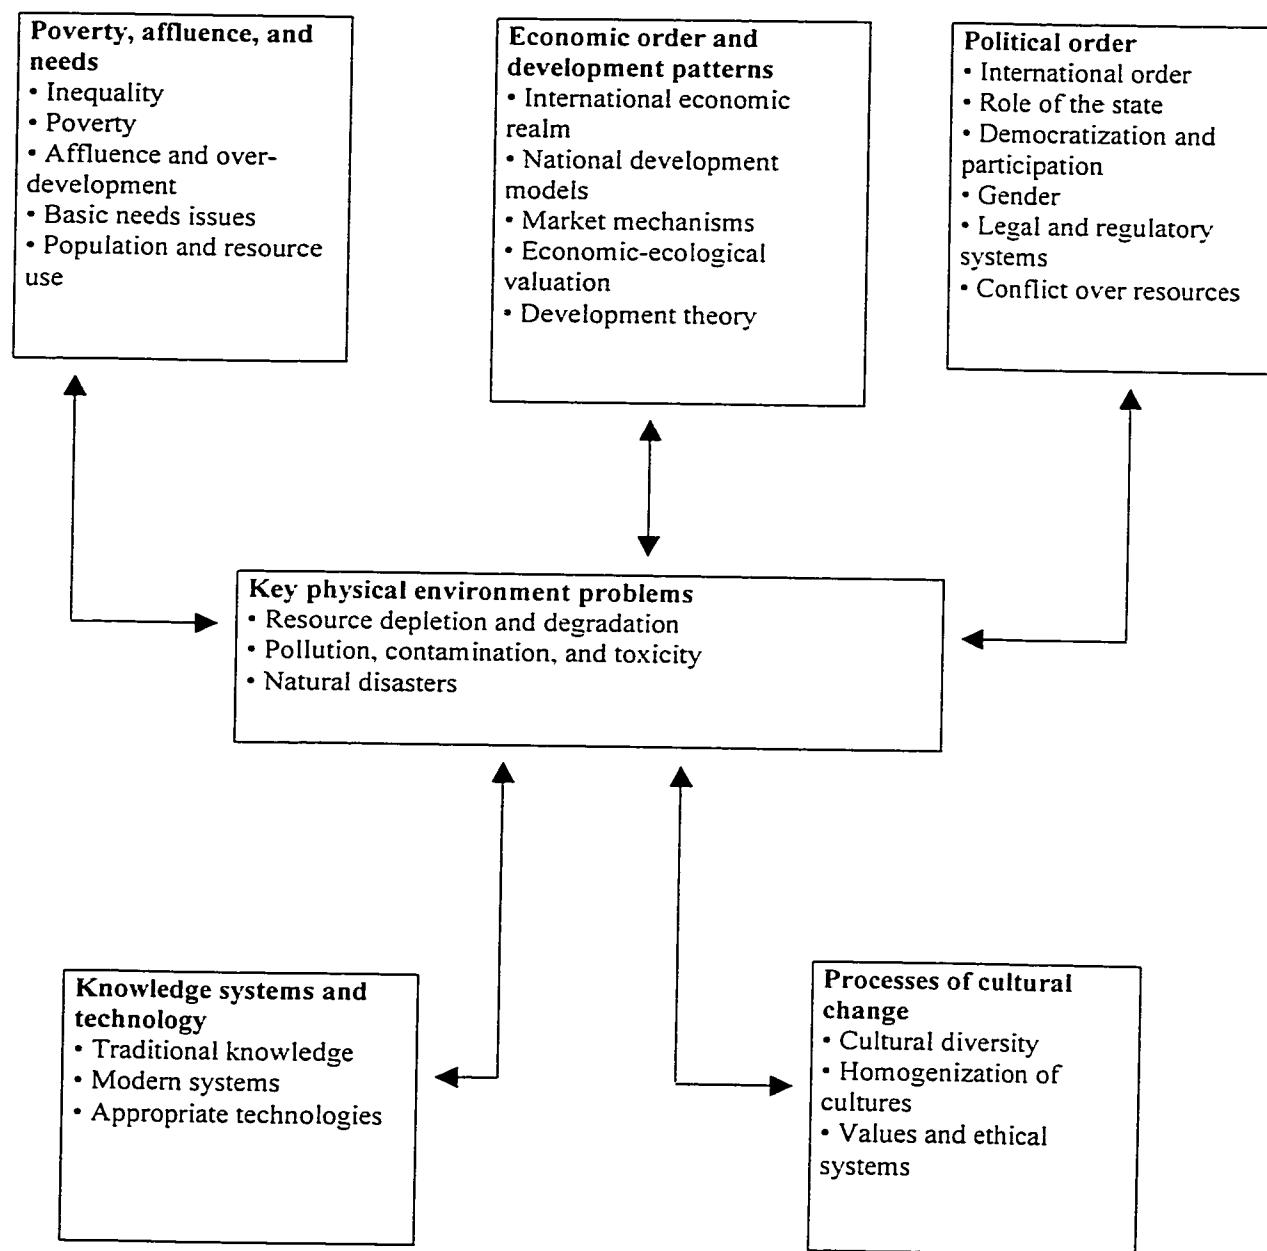 Poverty, affluence, and
needs
• Inequality
• Poverty
• Affluence and over-
development
• Basic needs issues
• Population and resource
use
Economic order and
development patterns
• International economic
realm
• National development
models
• Market mechanisms
• Economic-ecological
valuation
• Development theory
Political order
• International order
• Role of the state
• Democratization and
participation
• Gender
• Legal and regulatory
systems
• Conflict over resources
Key physical environment problems
• Resource depletion and degradation
• Pollution, contamination, and toxicity
• Natural disasters
Knowledge systems and
technology
• Traditional knowledge
• Modern systems
• Appropriate technologies
Processes of cultural
change
• Cultural diversity
• Homogenization of
cultures
• Values and ethical
systems